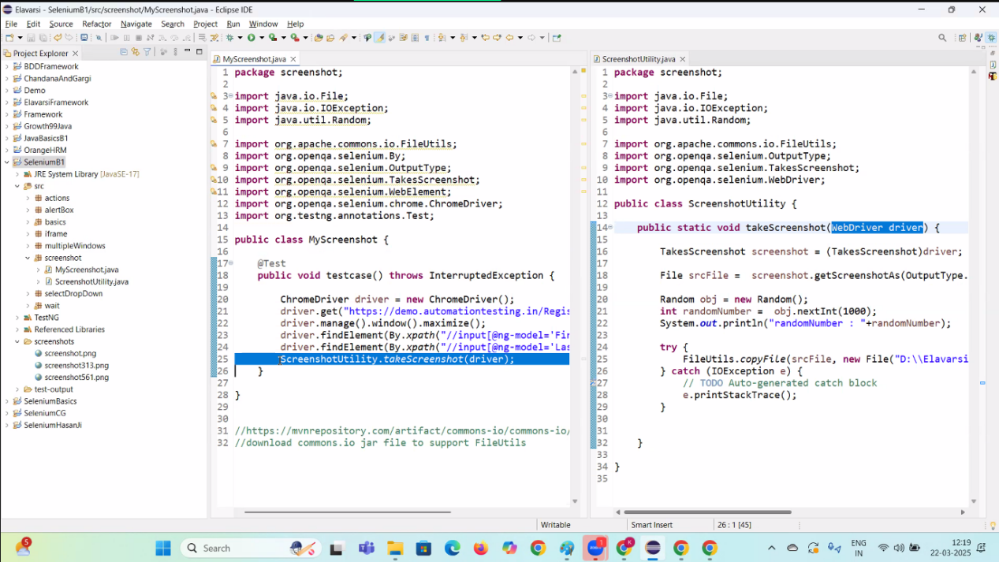 Elavarsi - SeleniumB1/src/screenshot/MyScreenshot.java - Eclipse IDE
File Edit Source Refactor Navigate Search Project Run Window Help
Project Explorer
BDDFramework
ChandanaAndGargi
Demo
ElavarsiFramework
Framework
Growth99Java
JavaBasicsB1
OrangeHRM
SeleniumB1
JRE System Library [JavaSE-17]
src
actions
alertBox
basics
iframe
multipleWindows
screenshot
MyScreenshot.java
ScreenshotUtility.java
selectDropDown
wait
TestNG
Referenced Libraries
screenshots
screenshot.png
screenshot313.png
screenshot561.png
test-output
SeleniumBasics
SeleniumCG
SeleniumHasanJi
MyScreenshot.java
1 package screenshot;
2
3 import java.io.File;
4 import java.io.IOException;
5 import java.util.Random;
6
7 import org.apache.commons.io.FileUtils;
8 import org.openqa.selenium.By;
9 import org.openqa.selenium.OutputType;
10 import org.openqa.selenium.TakesScreenshot;
11 import org.openqa.selenium.WebElement;
12 import org.openqa.selenium.chrome.ChromeDriver;
13 import org.testng.annotations.Test;
14
15 public class MyScreenshot {
16
17 @Test
18 public void testcase() throws InterruptedException {
19
20 ChromeDriver driver = new ChromeDriver();
21 driver.get("https://demo.automationtesting.in/Regis
22 driver.manage().window().maximize();
23 driver.findElement(By.xpath("//input[@ng-model='Fir
24 driver.findElement(By.xpath("//input[@ng-model='Las
25 ScreenshotUtility.takeScreenshot(driver);
26 }
27
28 }
29
30
31 //https://mvnrepository.com/artifact/commons-io/commons-io/
32 //download commons.io jar file to support FileUtils
ScreenshotUtility.java
1 package screenshot;
2
3 import java.io.File;
4 import java.io.IOException;
5 import java.util.Random;
6
7 import org.apache.commons.io.FileUtils;
8 import org.openqa.selenium.OutputType;
9 import org.openqa.selenium.TakesScreenshot;
10 import org.openqa.selenium.WebDriver;
11
12 public class ScreenshotUtility {
13
14 public static void takeScreenshot(WebDriver driver) {
15
16 TakesScreenshot screenshot = (TakesScreenshot)driver;
17
18 File srcFile = screenshot.getScreenshotAs(OutputType.
19
20 Random obj = new Random();
21 int randomNumber = obj.nextInt(1000);
22 System.out.println("randomNumber : "+randomNumber);
23
24 try {
25 FileUtils.copyFile(srcFile, new File("D:\\Elavarsi
26 } catch (IOException e) {
27 // TODO Auto-generated catch block
28 e.printStackTrace();
29 }
30
31
32 }
33
34 }
35
Writable Smart Insert 26 : 1 [45]
5 Search 1 K ENG IN 12:19 22-03-2025